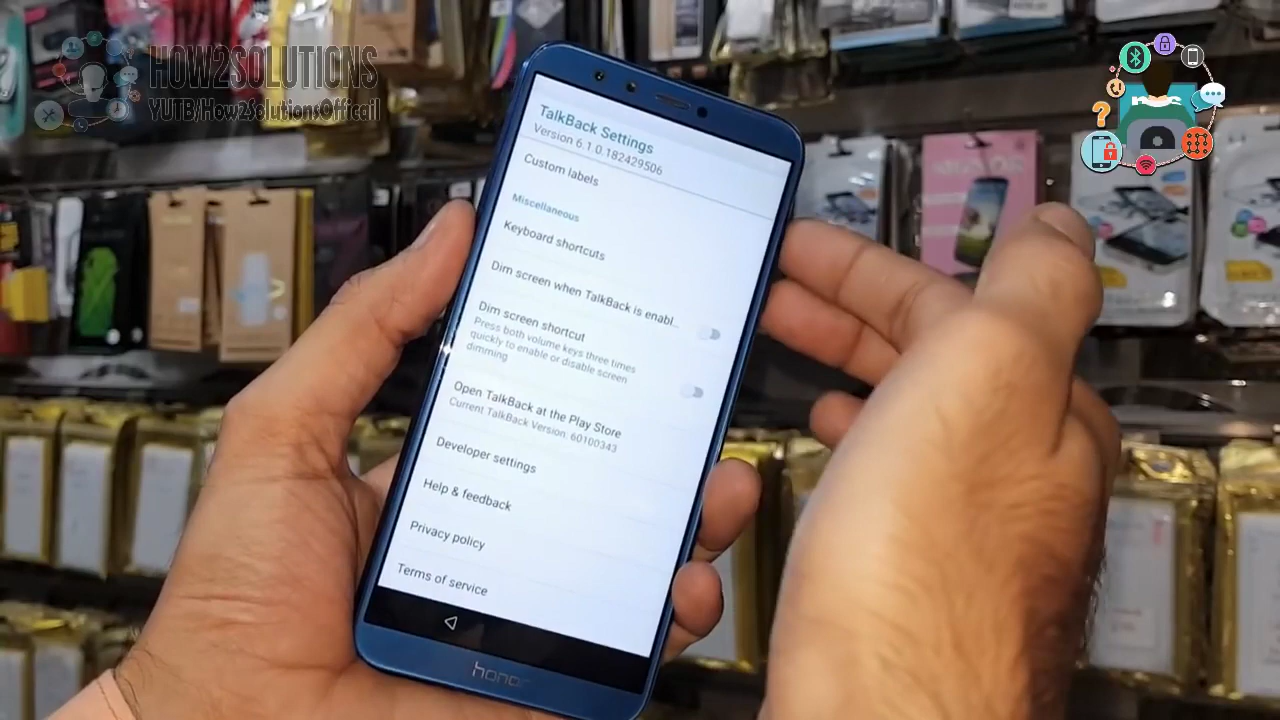 HOW2SOLUTIONS
YUTB/How2SolutionsOffcail
TalkBack Settings
Version 6.1.0.182429506
Custom labels
Miscellaneous
Keyboard shortcuts
Dim screen when TalkBack is enabl...
Dim screen shortcut
Press both volume keys three times
quickly to enable or disable screen
dimming
Open TalkBack at the Play Store
Current TalkBack Version: 60100343
Developer settings
Help & feedback
Privacy policy
Terms of service
honor